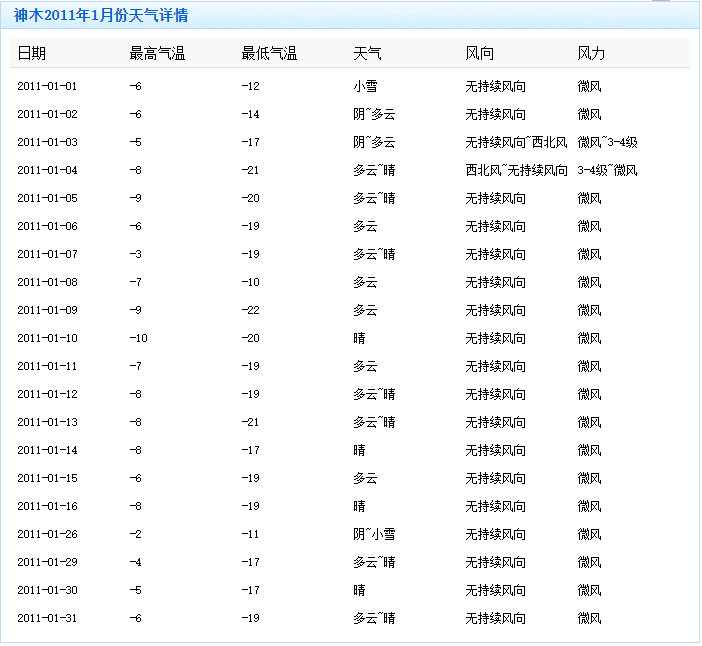 神木2011年1月份天气详情
日期 最高气温 最低气温 天气 风向 风力
2011-01-01 -6 -12 小雪 无持续风向 微风
2011-01-02 -6 -14 阴~多云 无持续风向 微风
2011-01-03 -5 -17 阴~多云 无持续风向~西北风 微风~3-4级
2011-01-04 -8 -21 多云~晴 西北风~无持续风向 3-4级~微风
2011-01-05 -9 -20 多云~晴 无持续风向 微风
2011-01-06 -6 -19 多云 无持续风向 微风
2011-01-07 -3 -19 多云~晴 无持续风向 微风
2011-01-08 -7 -10 多云 无持续风向 微风
2011-01-09 -9 -22 多云 无持续风向 微风
2011-01-10 -10 -20 晴 无持续风向 微风
2011-01-11 -7 -19 多云 无持续风向 微风
2011-01-12 -8 -19 多云~晴 无持续风向 微风
2011-01-13 -8 -21 多云~晴 无持续风向 微风
2011-01-14 -8 -17 晴 无持续风向 微风
2011-01-15 -6 -19 多云 无持续风向 微风
2011-01-16 -8 -19 晴 无持续风向 微风
2011-01-26 -2 -11 阴~小雪 无持续风向 微风
2011-01-29 -4 -17 多云~晴 无持续风向 微风
2011-01-30 -5 -17 晴 无持续风向 微风
2011-01-31 -6 -19 多云~晴 无持续风向 微风